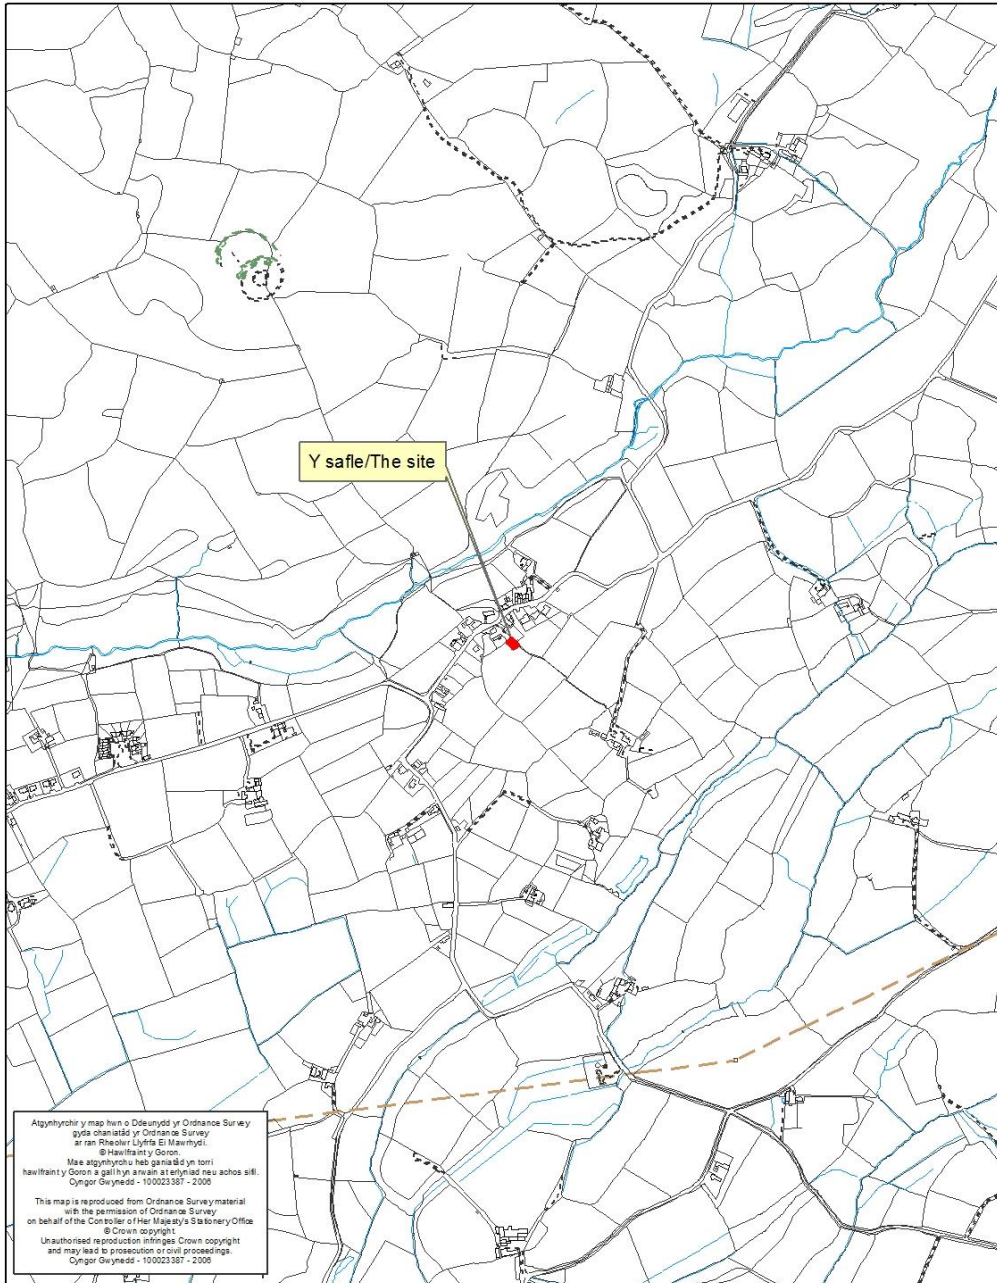 Y safle/The site
Atgynhyrchir y map hwn o Ddeunydd yr Ordnance Survey
gyda chaniatâd yr Ordnance Survey
ar ran Rheolwr Llyfrfa Ei Mawrhydi.
© Hawlfraint y Goron.
Mae atgynhyrchu heb ganiatâd yn torri
hawlfraint y Goron a gall hyn arwain at erlyniad neu achos sifil.
Cyngor Gwynedd - 100023387 - 2006
This map is reproduced from Ordnance Survey material
with the permission of Ordnance Survey
on behalf of the Controller of Her Majesty's Stationery Office
© Crown copyright.
Unauthorised reproduction infringes Crown copyright
and may lead to prosecution or civil proceedings.
Cyngor Gwynedd - 100023387 - 2006